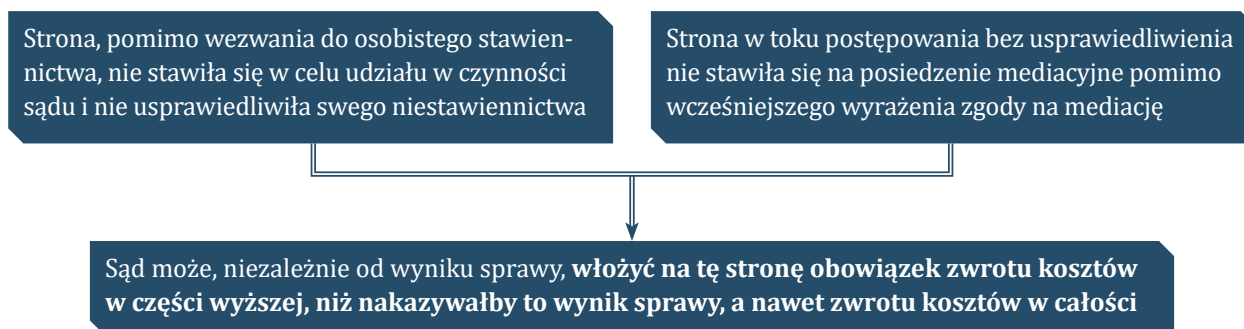 Strona, pomimo wezwania do osobistego stawien-
nictwa, nie stawiła się w celu udziału w czynności
sądu i nie usprawiedliwiła swego niestawiennictwa
Strona w toku postępowania bez usprawiedliwienia
nie stawiła się na posiedzenie mediacyjne pomimo
wcześniejszego wyrażenia zgody na mediację
Sąd może, niezależnie od wyniku sprawy, włożyć na tę stronę obowiązek zwrotu kosztów
w części wyższej, niż nakazywałby to wynik sprawy, a nawet zwrotu kosztów w całości